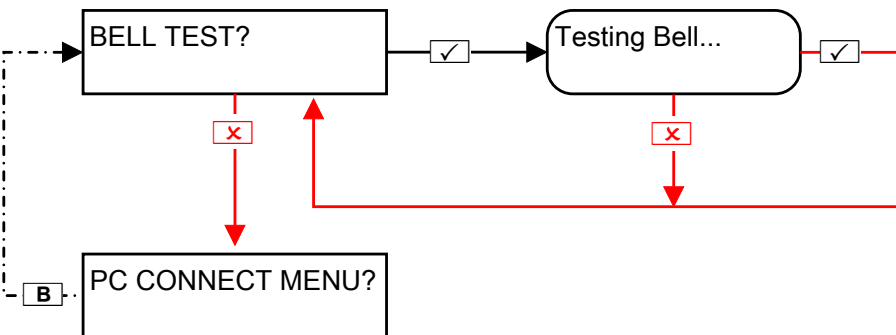 BELL TEST?
✓
Testing Bell...
✓
x
x
PC CONNECT MENU?
B